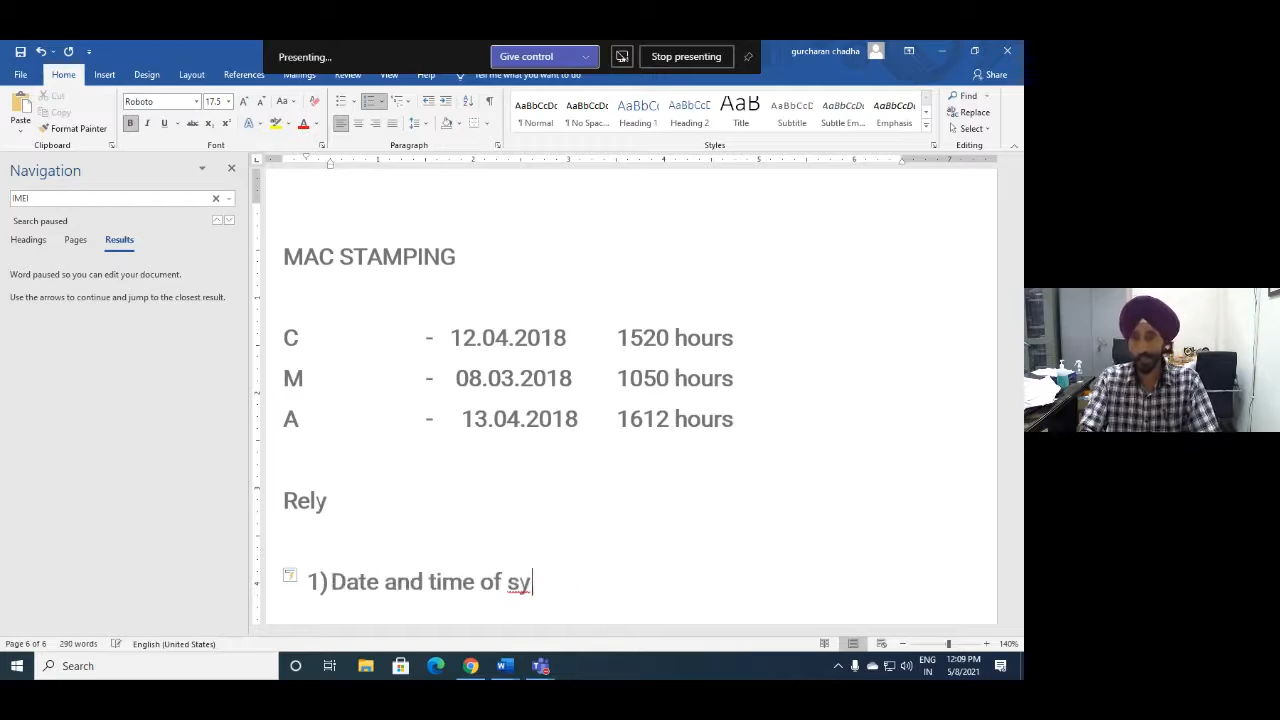 Presenting...
Give control
Stop presenting
gurcharan chadha
File Home Insert Design Layout References Mailings Review View Help Tell me what you want to do
Share
Paste
Cut
Copy
Format Painter
Clipboard
Roboto 17.5
Font
Paragraph
AaBbCcDc AaBbCcDc AaBbCc AaBbCcD AaB AaBbCcD AaBbCcDc AaBbCcDc
¶ Normal ¶ No Spac... Heading 1 Heading 2 Title Subtitle Subtle Em... Emphasis
Styles
Find
Replace
Select
Editing
Navigation
IMEI
Search paused
Headings Pages Results
Word paused so you can edit your document.
Use the arrows to continue and jump to the closest result.
MAC STAMPING
C - 12.04.2018 1520 hours
M - 08.03.2018 1050 hours
A - 13.04.2018 1612 hours
Rely
1) Date and time of sy
Page 6 of 6 290 words English (United States) 140%
Search
ENG
IN
12:09 PM
5/8/2021